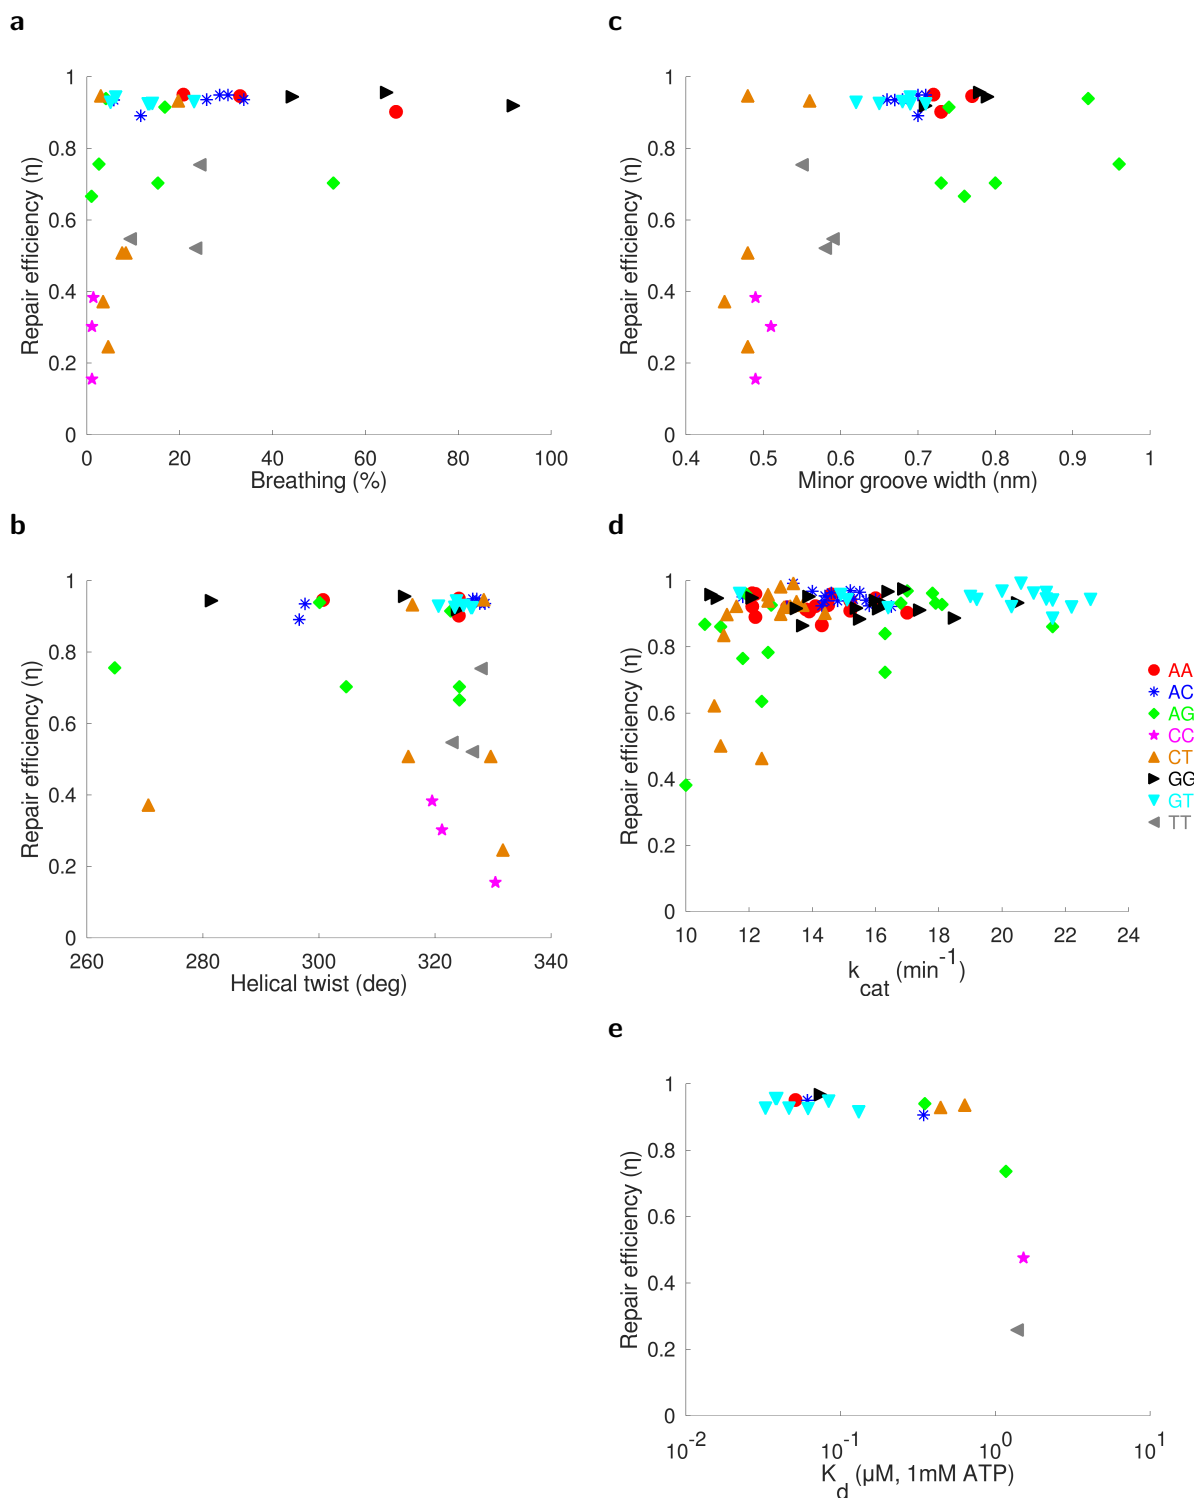 a
1
0.8
0.6
0.4
0.2
0
Repair efficiency (η)
0 20 40 60 80 100
Breathing (%)
c
1
0.8
0.6
0.4
0.2
0
Repair efficiency (η)
0.4 0.5 0.6 0.7 0.8 0.9 1
Minor groove width (nm)
b
1
0.8
0.6
0.4
0.2
0
Repair efficiency (η)
260 280 300 320 340
Helical twist (deg)
d
1
0.8
0.6
0.4
0.2
0
Repair efficiency (η)
10 12 14 16 18 20 22 24
k_cat (min^-1)
AA
AC
AG
CC
CT
GG
GT
TT
e
1
0.8
0.6
0.4
0.2
0
Repair efficiency (η)
10^-2 10^-1 10^0 10^1
K_d (µM, 1mM ATP)